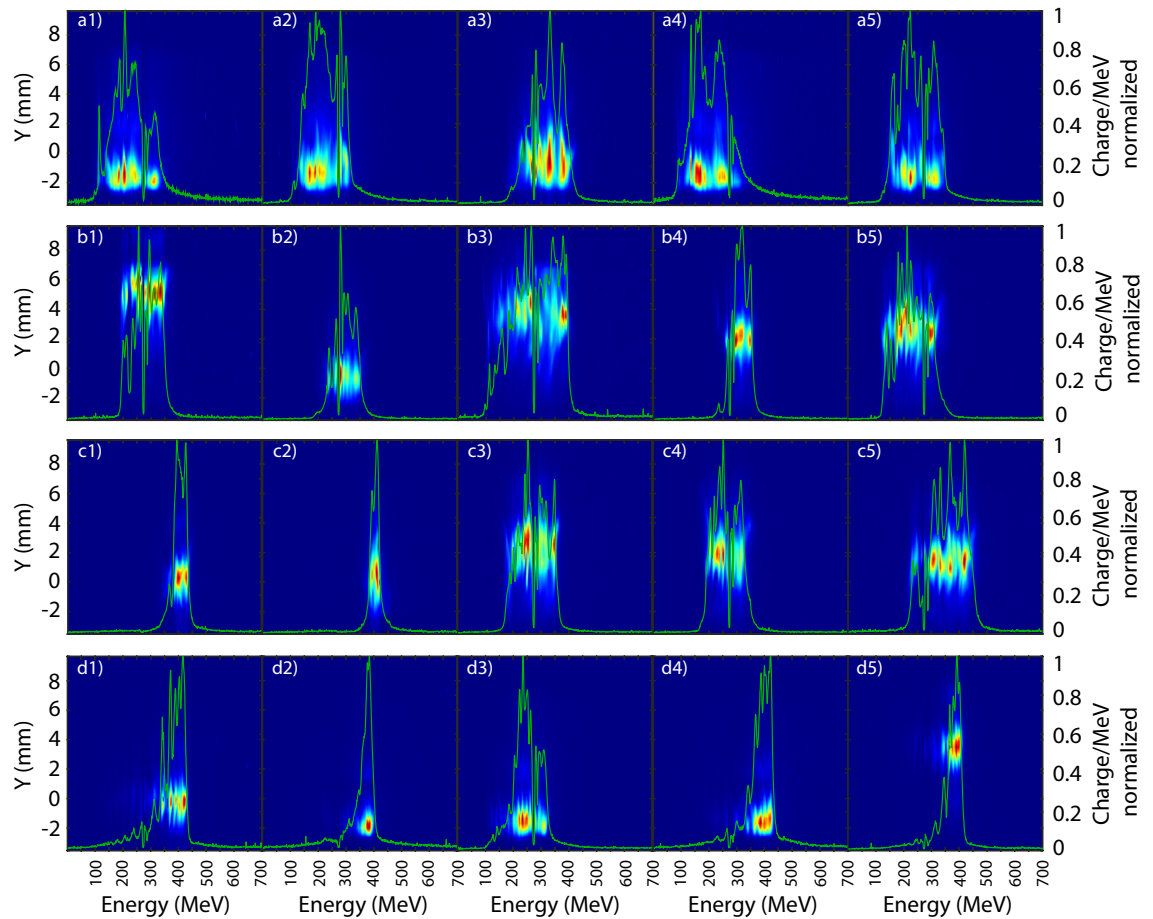 a1) a2) a3) a4) a5)
8 6 4 2 0 -2
Y (mm)
1 0.8 0.6 0.4 0.2 0
Charge/MeV
normalized
b1) b2) b3) b4) b5)
8 6 4 2 0 -2
Y (mm)
1 0.8 0.6 0.4 0.2 0
Charge/MeV
normalized
c1) c2) c3) c4) c5)
8 6 4 2 0 -2
Y (mm)
1 0.8 0.6 0.4 0.2 0
Charge/MeV
normalized
d1) d2) d3) d4) d5)
8 6 4 2 0 -2
Y (mm)
1 0.8 0.6 0.4 0.2 0
Charge/MeV
normalized
100 200 300 400 500 600 700 100 200 300 400 500 600 700 100 200 300 400 500 600 700 100 200 300 400 500 600 700 100 200 300 400 500 600 700
Energy (MeV) Energy (MeV) Energy (MeV) Energy (MeV) Energy (MeV)